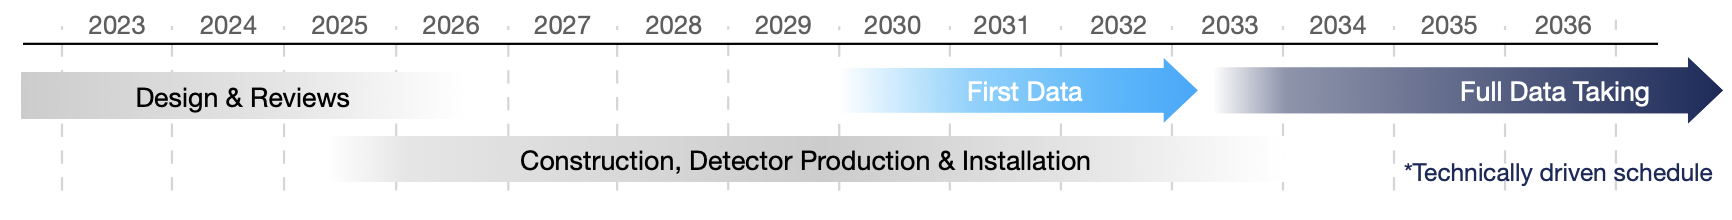 2023 2024 2025 2026 2027 2028 2029 2030 2031 2032 2033 2034 2035 2036
Design & Reviews
First Data
Full Data Taking
Construction, Detector Production & Installation
*Technically driven schedule